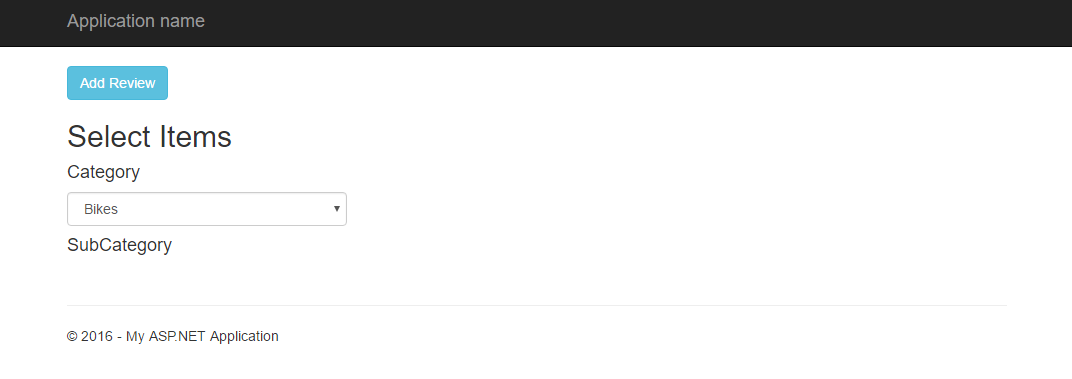 Application name
Add Review
Select Items
Category
Bikes
SubCategory
© 2016 - My ASP.NET Application